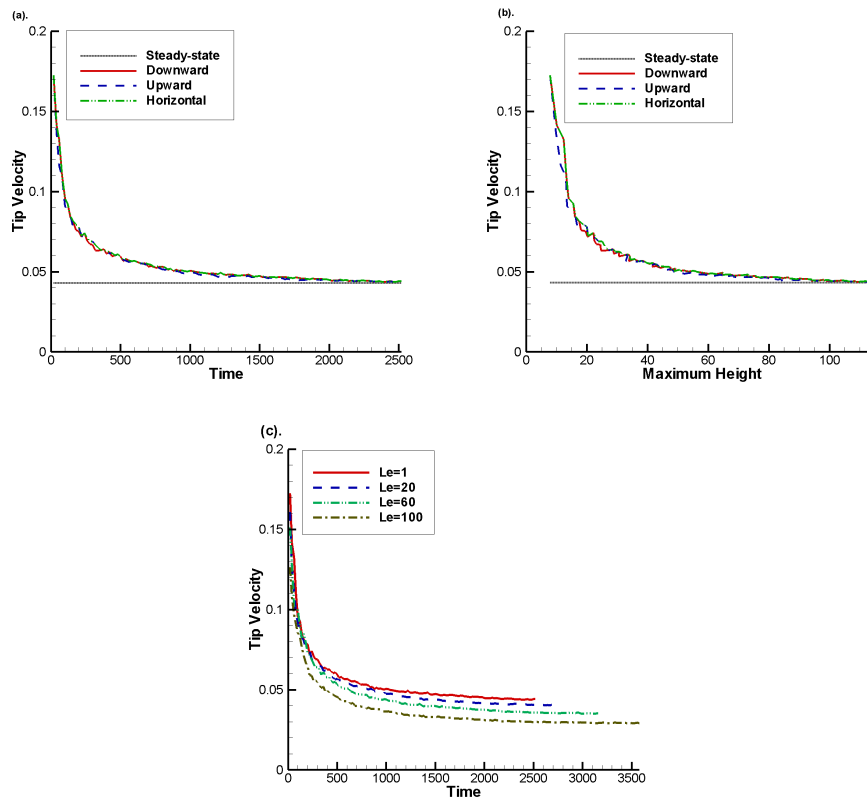 (a).
0.2
0.15
0.1
0.05
0
Tip Velocity
Steady-state
Downward
Upward
Horizontal
0 500 1000 1500 2000 2500
Time
(b).
0.2
0.15
0.1
0.05
0
Tip Velocity
Steady-state
Downward
Upward
Horizontal
20 40 60 80 100
Maximum Height
(c).
0.2
0.15
0.1
0.05
0
Tip Velocity
Le=1
Le=20
Le=60
Le=100
0 500 1000 1500 2000 2500 3000 3500
Time